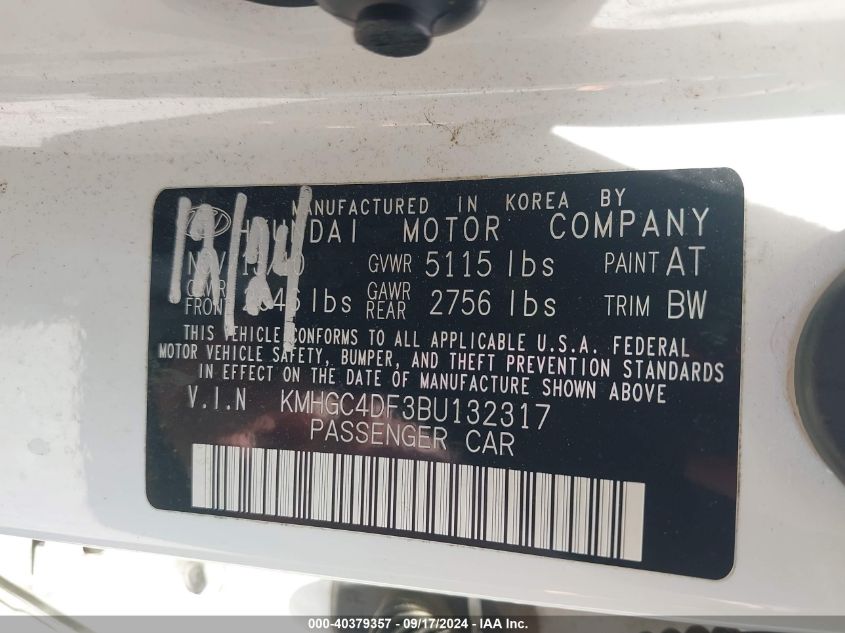 MANUFACTURED IN KOREA BY
HYUNDAI MOTOR COMPANY
GVWR 5115 lbs PAINT AT
FRONT lbs GAWR REAR 2756 lbs TRIM BW
THIS VEHICLE CONFORMS TO ALL APPLICABLE U.S.A. FEDERAL
MOTOR VEHICLE SAFETY, BUMPER, AND THEFT PREVENTION STANDARDS
IN EFFECT ON THE DATE OF MANUFACTURE SHOWN ABOVE
V.I.N KMHGC4DF3BU132317
PASSENGER CAR
000-40379357 - 09/17/2024 - IAA Inc.